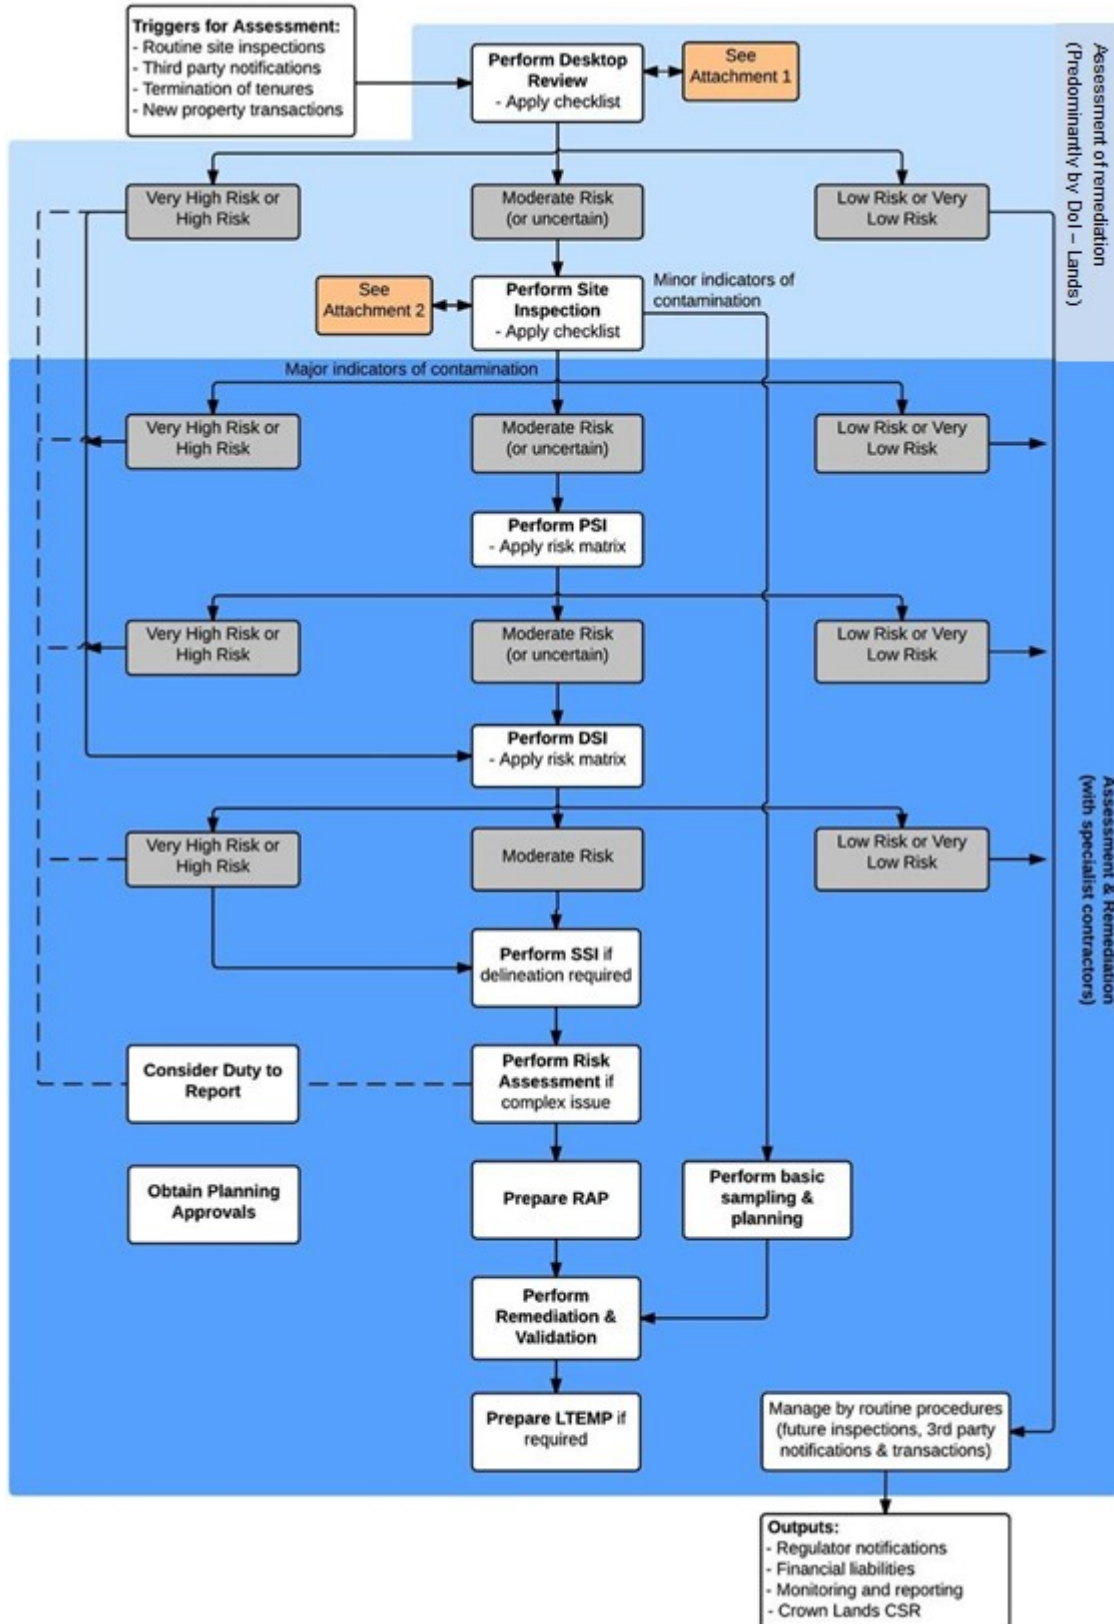 Triggers for Assessment:
- Routine site inspections
- Third party notifications
- Termination of tenures
- New property transactions
Perform Desktop
Review
- Apply checklist
See
Attachment 1
Assessment of remediation
(Predominantly by DoI – Lands)
Very High Risk or
High Risk
Moderate Risk
(or uncertain)
Low Risk or Very
Low Risk
See
Attachment 2
Perform Site
Inspection
- Apply checklist
Minor indicators of
contamination
Major indicators of contamination
Very High Risk or
High Risk
Moderate Risk
(or uncertain)
Low Risk or Very
Low Risk
Perform PSI
- Apply risk matrix
Very High Risk or
High Risk
Moderate Risk
(or uncertain)
Low Risk or Very
Low Risk
Perform DSI
- Apply risk matrix
Assessment & Remediation
(with specialist contractors)
Very High Risk or
High Risk
Moderate Risk
Low Risk or Very
Low Risk
Perform SSI if
delineation required
Consider Duty to
Report
Perform Risk
Assessment if
complex issue
Obtain Planning
Approvals
Prepare RAP
Perform basic
sampling &
planning
Perform
Remediation &
Validation
Prepare LTEMP if
required
Manage by routine procedures
(future inspections, 3rd party
notifications & transactions)
Outputs:
- Regulator notifications
- Financial liabilities
- Monitoring and reporting
- Crown Lands CSR